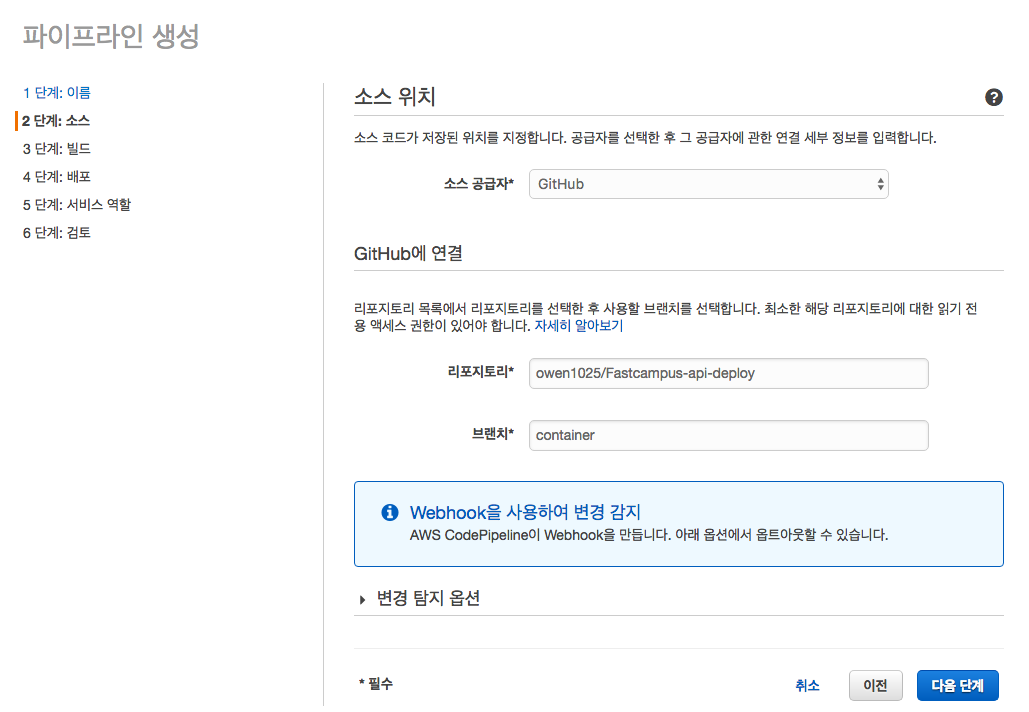 파이프라인 생성
1 단계: 이름
2 단계: 소스
3 단계: 빌드
4 단계: 배포
5 단계: 서비스 역할
6 단계: 검토
소스 위치
?
소스 코드가 저장된 위치를 지정합니다. 공급자를 선택한 후 그 공급자에 관한 연결 세부 정보를 입력합니다.
소스 공급자* GitHub
GitHub에 연결
리포지토리 목록에서 리포지토리를 선택한 후 사용할 브랜치를 선택합니다. 최소한 해당 리포지토리에 대한 읽기 전
용 액세스 권한이 있어야 합니다. 자세히 알아보기
리포지토리* owen1025/Fastcampus-api-deploy
브랜치* container
Webhook을 사용하여 변경 감지
AWS CodePipeline이 Webhook을 만듭니다. 아래 옵션에서 옵트아웃할 수 있습니다.
변경 탐지 옵션
* 필수 취소 이전 다음 단계